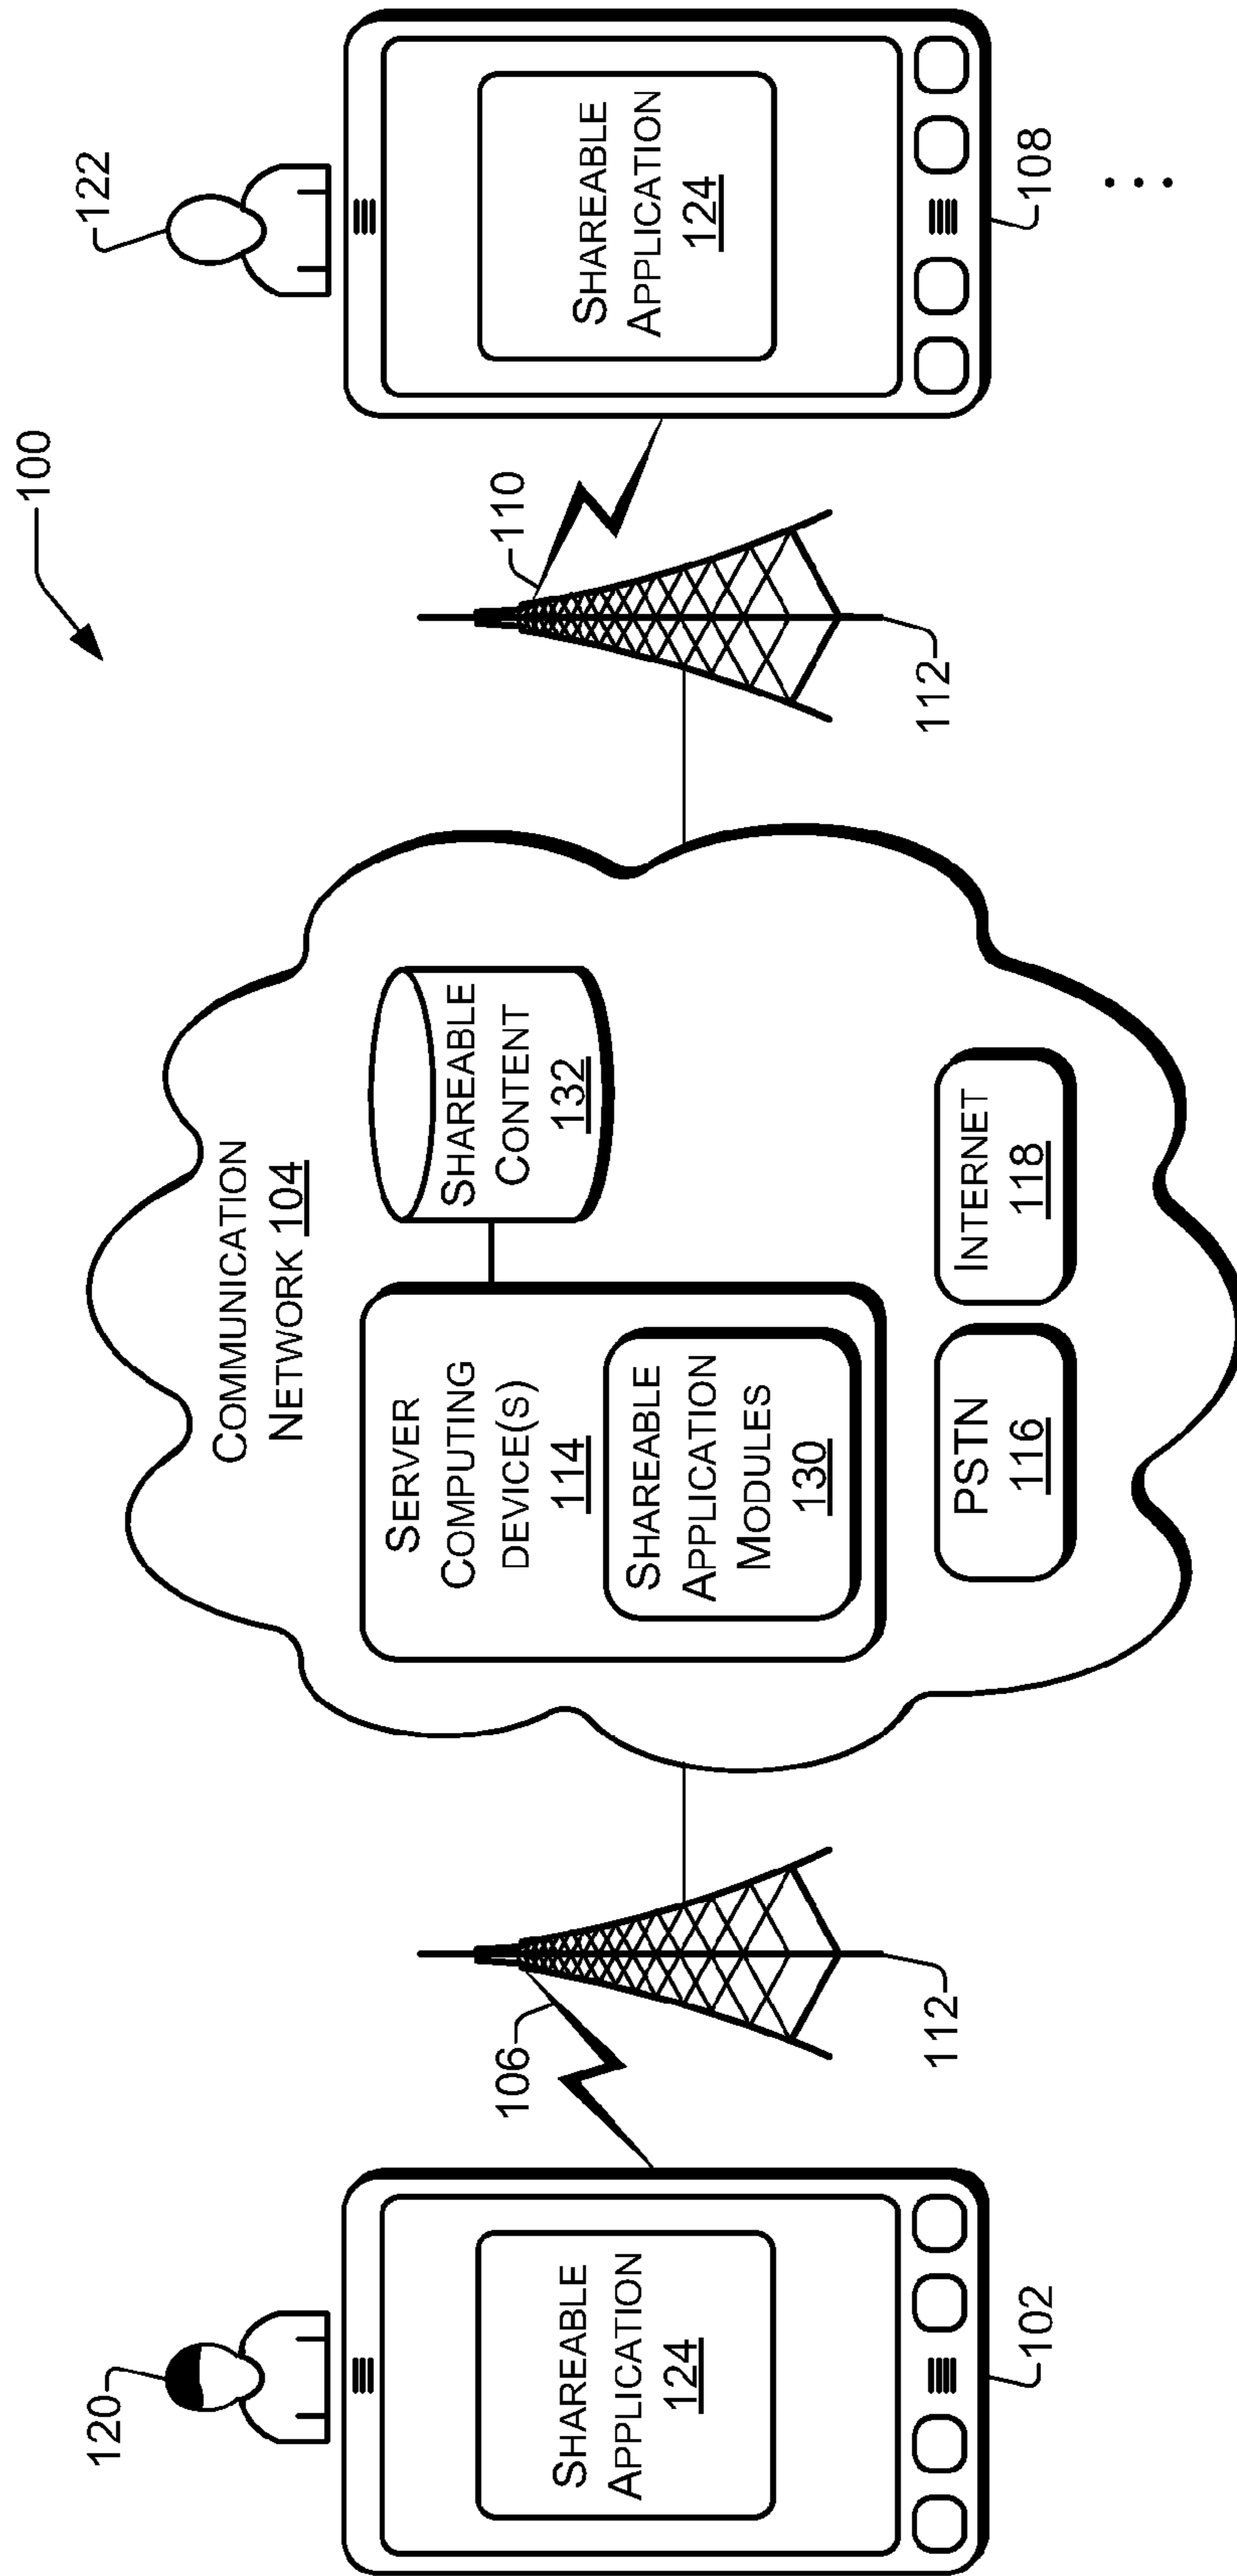 100
120
122
COMMUNICATION
NETWORK 104
SHAREABLE
APPLICATION
124
106
112
102
SERVER
COMPUTING
DEVICE(S)
114
SHAREABLE
APPLICATION
MODULES
130
SHAREABLE
CONTENT
132
PSTN
116
INTERNET
118
110
112
SHAREABLE
APPLICATION
124
108
...